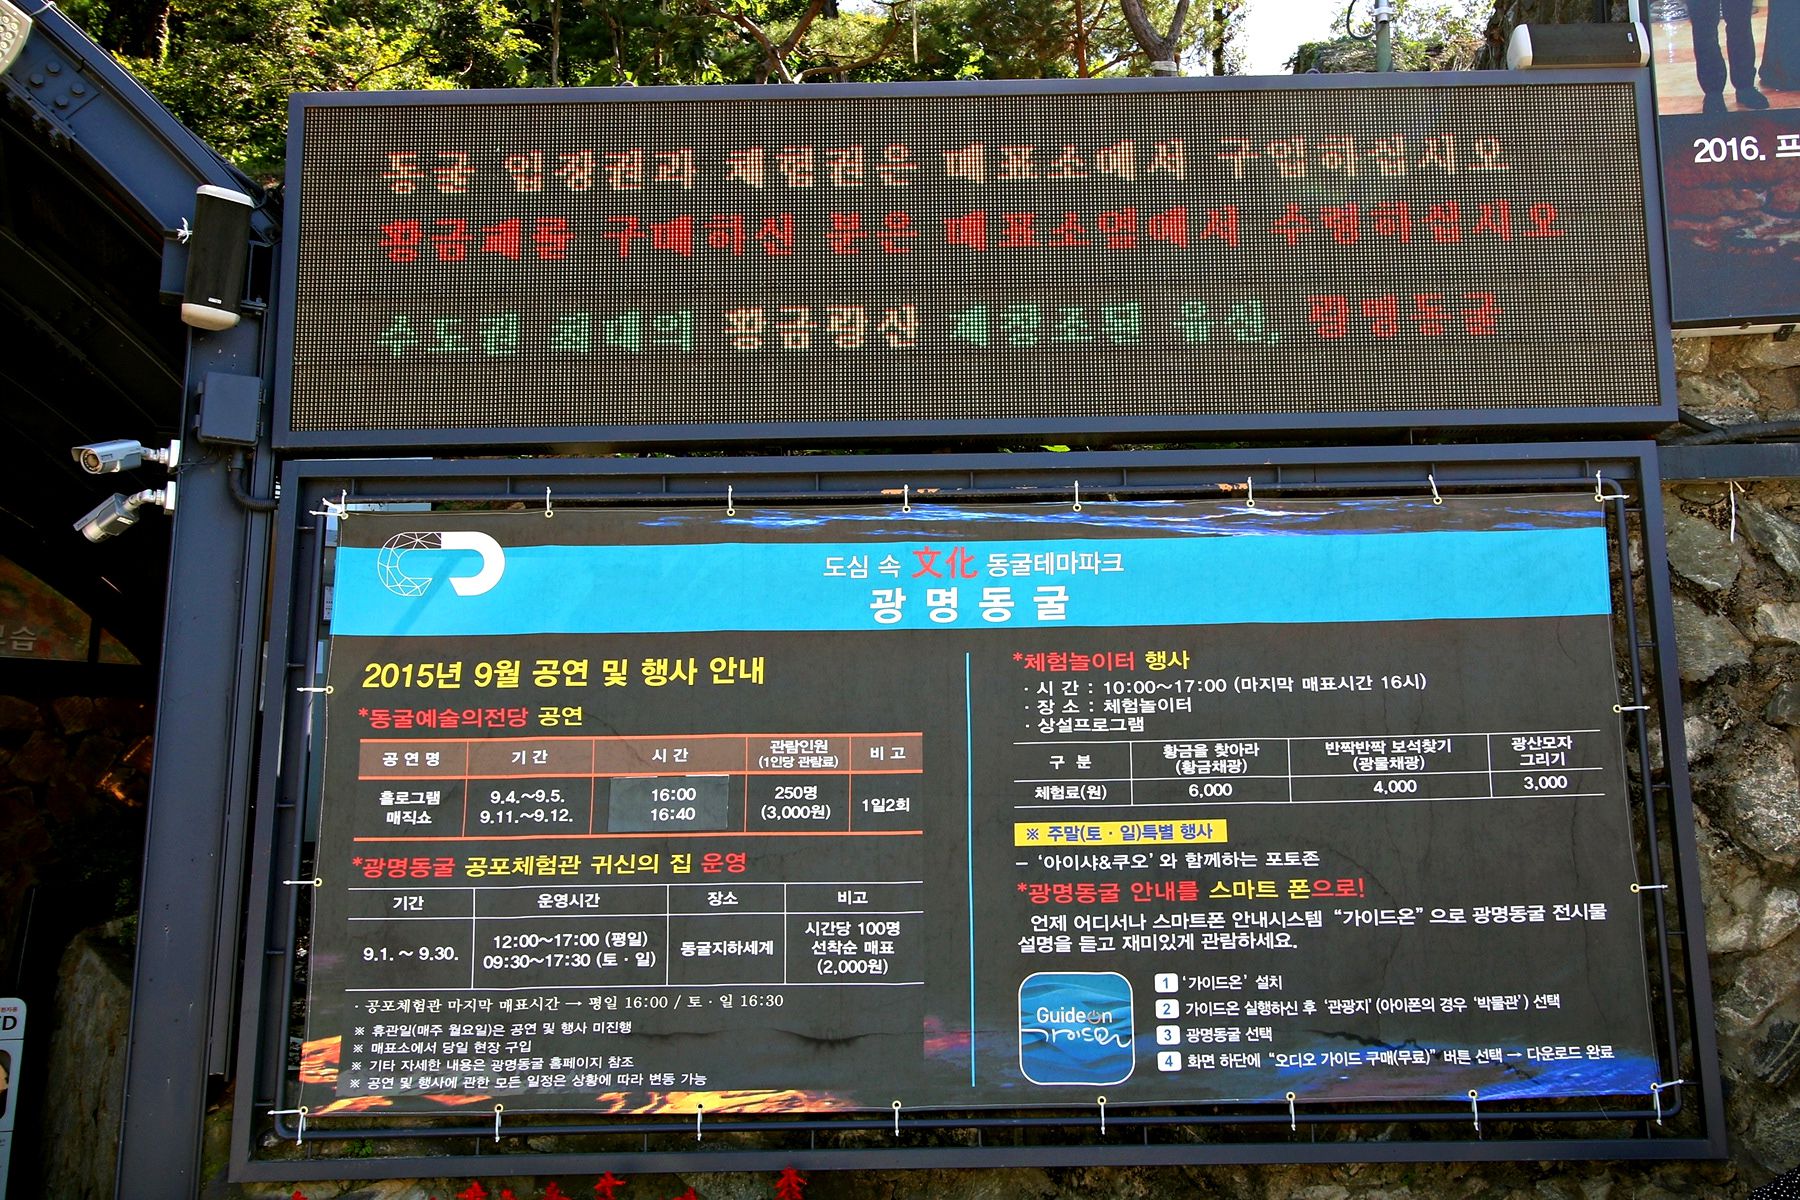 동굴 입장권과 체험권은 매표소에서 구입하십시오
황금패를 구매하신 분은 매표소옆에서 수령하십시오
수도권 최대의 황금광산 제광조된 유산, 광명동굴
2016. 프
도심 속 文化 동굴테마파크
광명동굴
2015년 9월 공연 및 행사 안내
*동굴예술의전당 공연
공연명 기간 시간 관람인원 (1인당 관람료) 비고
홀로그램 매직쇼 9.4.~9.5. 9.11.~9.12. 16:00 16:40 250명 (3,000원) 1일2회
*광명동굴 공포체험관 귀신의 집 운영
기간 운영시간 장소 비고
9.1. ~ 9.30. 12:00~17:00 (평일) 09:30~17:30 (토·일) 동굴지하세계 시간당 100명 선착순 매표 (2,000원)
· 공포체험관 마지막 매표시간 → 평일 16:00 / 토·일 16:30
※ 휴관일(매주 월요일)은 공연 및 행사 미진행
※ 매표소에서 당일 현장 구입
※ 기타 자세한 내용은 광명동굴 홈페이지 참조
※ 공연 및 행사에 관한 모든 일정은 상황에 따라 변동 가능
*체험놀이터 행사
· 시 간 : 10:00~17:00 (마지막 매표시간 16시)
· 장 소 : 체험놀이터
· 상설프로그램
구 분 황금을 찾아라 (황금채광) 반짝반짝 보석찾기 (광물채광) 광산모자 그리기
체험료(원) 6,000 4,000 3,000
※ 주말(토·일)특별 행사
– ‘아이샤&쿠오’와 함께하는 포토존
*광명동굴 안내를 스마트 폰으로!
언제 어디서나 스마트폰 안내시스템 “가이드온” 으로 광명동굴 전시물
설명을 듣고 재미있게 관람하세요.
Guideon
가이드온
1 ‘가이드온’ 설치
2 가이드온 실행하신 후 ‘관광지’ (아이폰의 경우 ‘박물관’) 선택
3 광명동굴 선택
4 화면 하단에 “오디오 가이드 쿠매(무료)” 버튼 선택 → 다운로드 완료